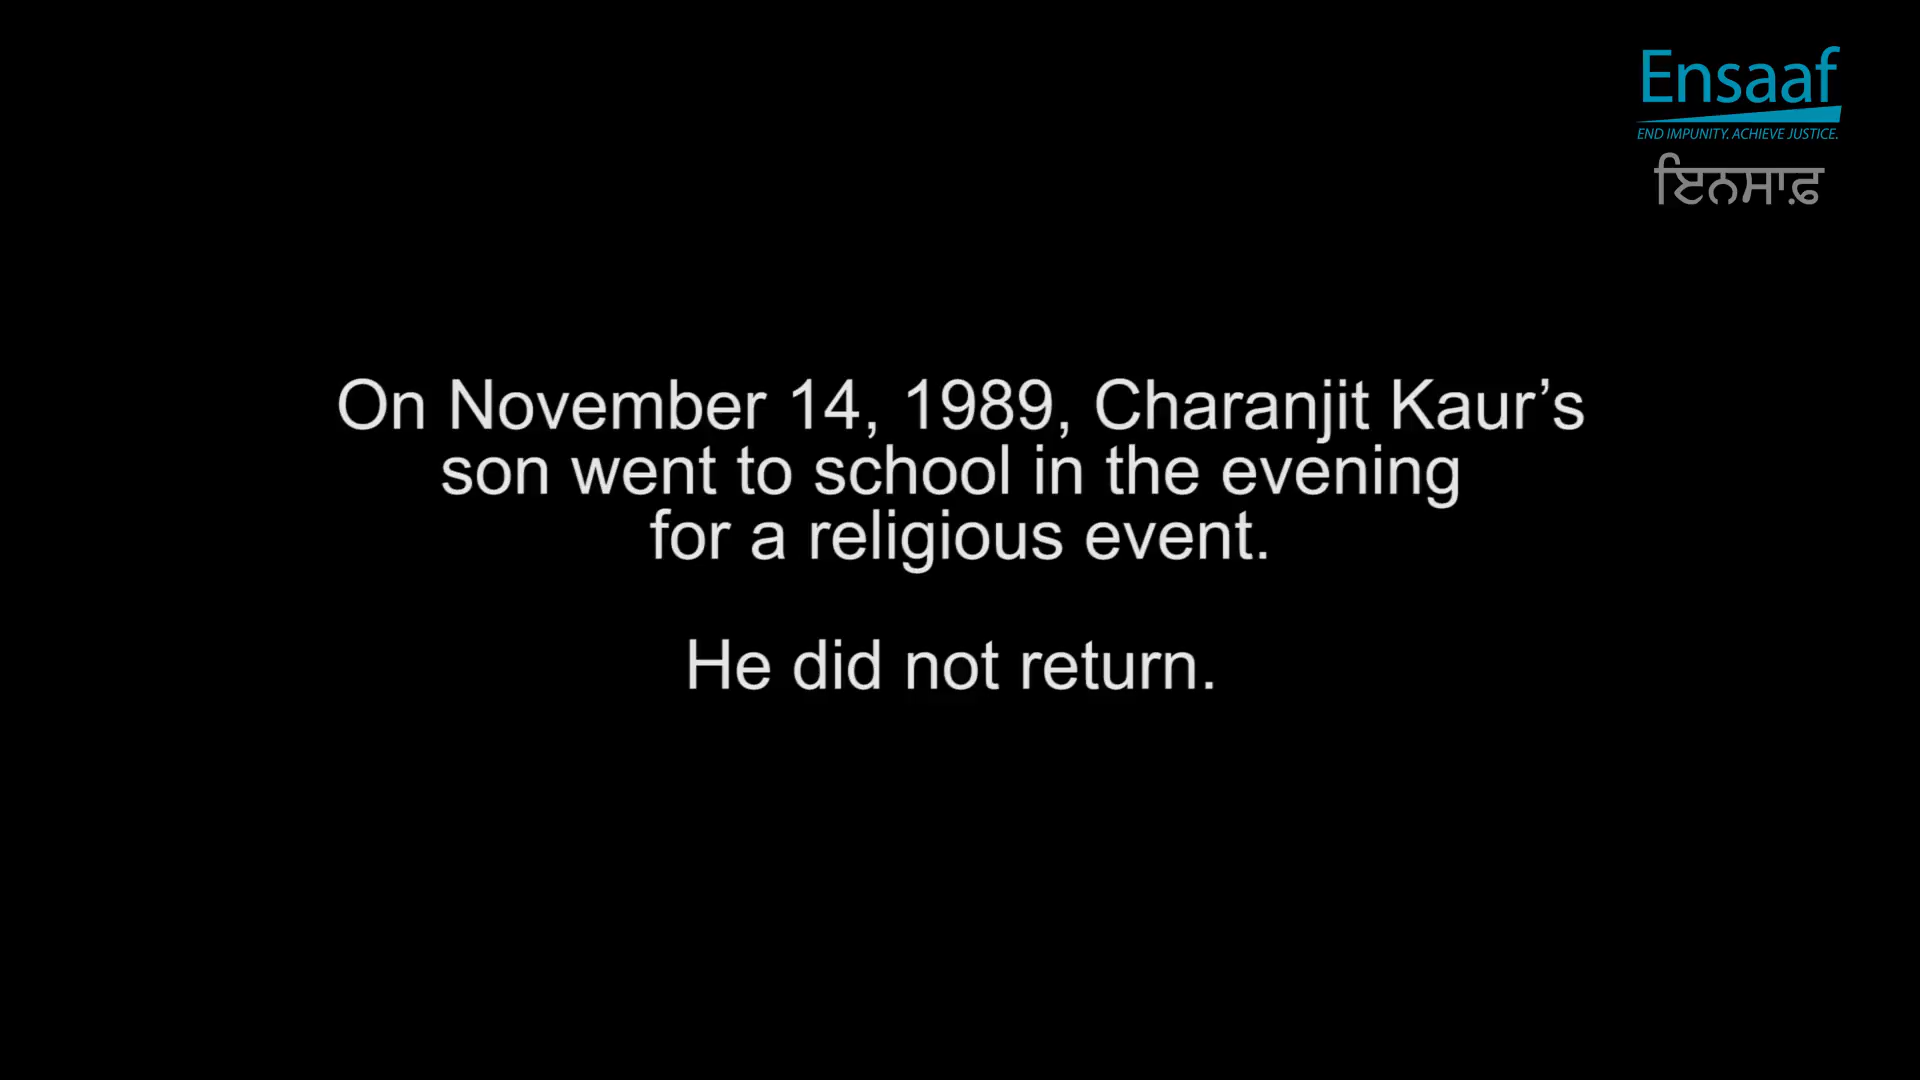 Ensaaf
END IMPUNITY. ACHIEVE JUSTICE.
ਇਨਸਾਫ਼
On November 14, 1989, Charanjit Kaur’s
son went to school in the evening
for a religious event.
He did not return.